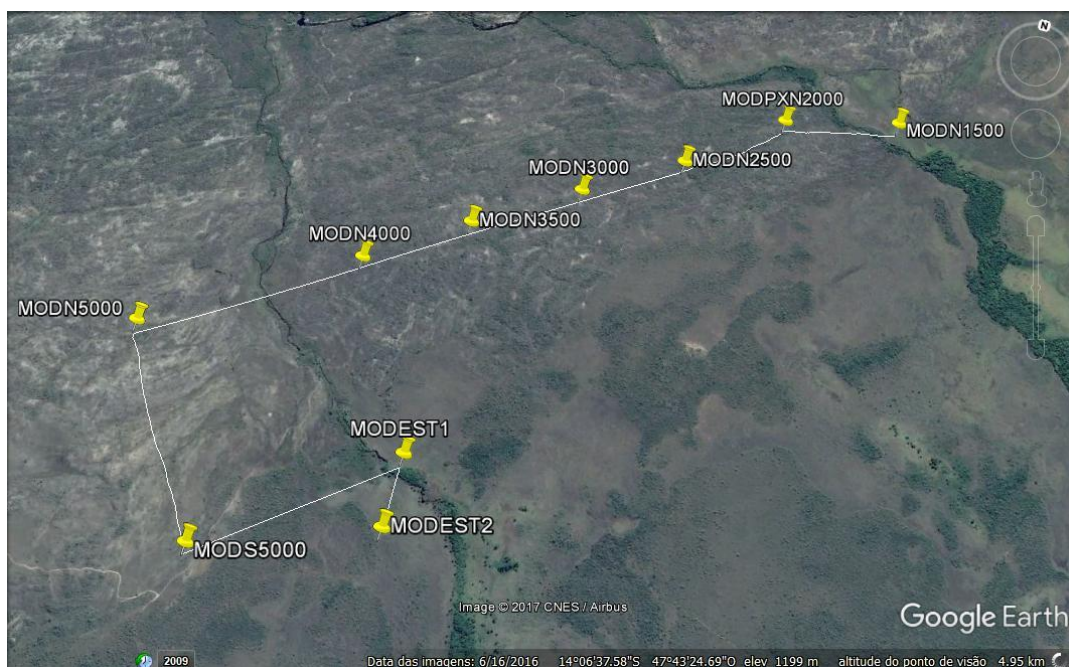 N
MODPXN2000
MODN1500
MODN2500
MODN3000
MODN3500
MODN4000
MODN5000
MODEST1
MODEST2
MODS5000
Image © 2017 CNES / Airbus
Google Earth
2009
Data das imagens: 6/16/2016 14°06'37.58"S 47°43'24.69"O elev 1199 m altitude do ponto de visão 4.95 km